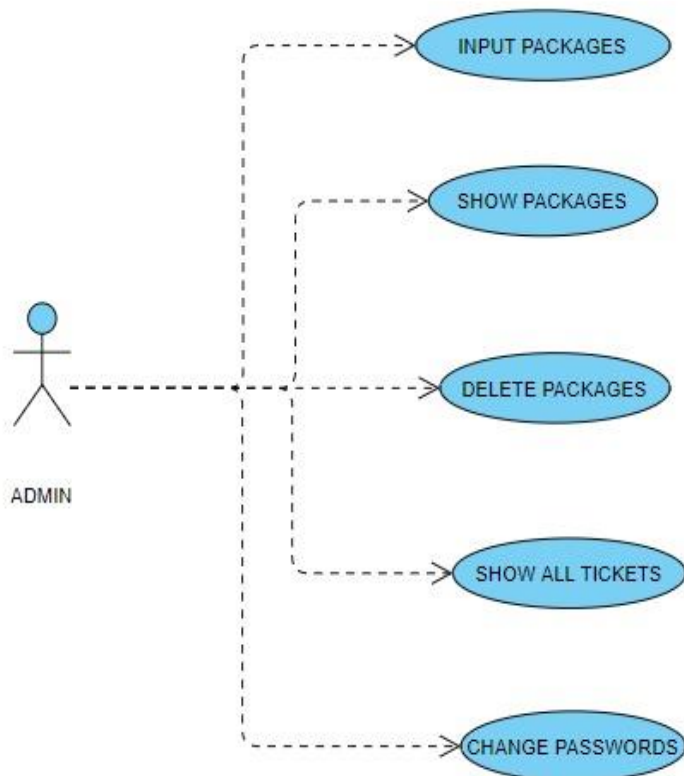 INPUT PACKAGES
SHOW PACKAGES
DELETE PACKAGES
ADMIN
SHOW ALL TICKETS
CHANGE PASSWORDS